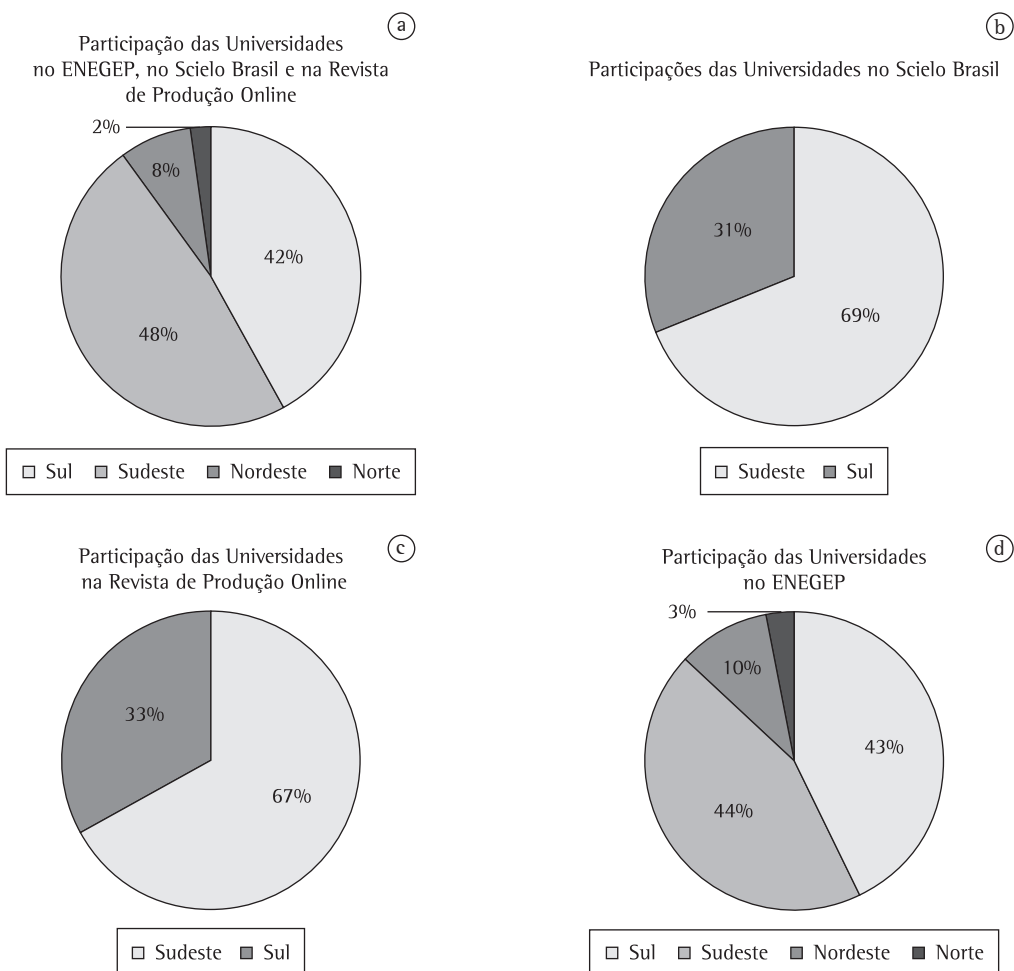 a
Participação das Universidades
no ENEGEP, no Scielo Brasil e na Revista
de Produção Online
2%
8%
42%
48%
Sul Sudeste Nordeste Norte
b
Participações das Universidades no Scielo Brasil
31%
69%
Sudeste Sul
c
Participação das Universidades
na Revista de Produção Online
33%
67%
Sudeste Sul
d
Participação das Universidades
no ENEGEP
3%
10%
43%
44%
Sul Sudeste Nordeste Norte